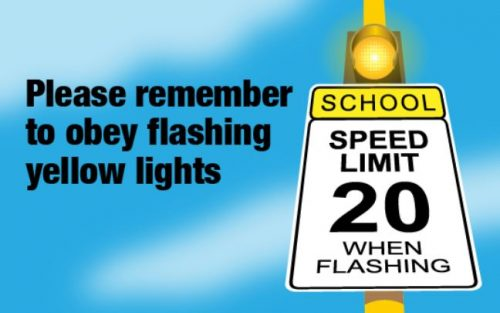 Please remember
to obey flashing
yellow lights
SCHOOL
SPEED
LIMIT
20
WHEN
FLASHING